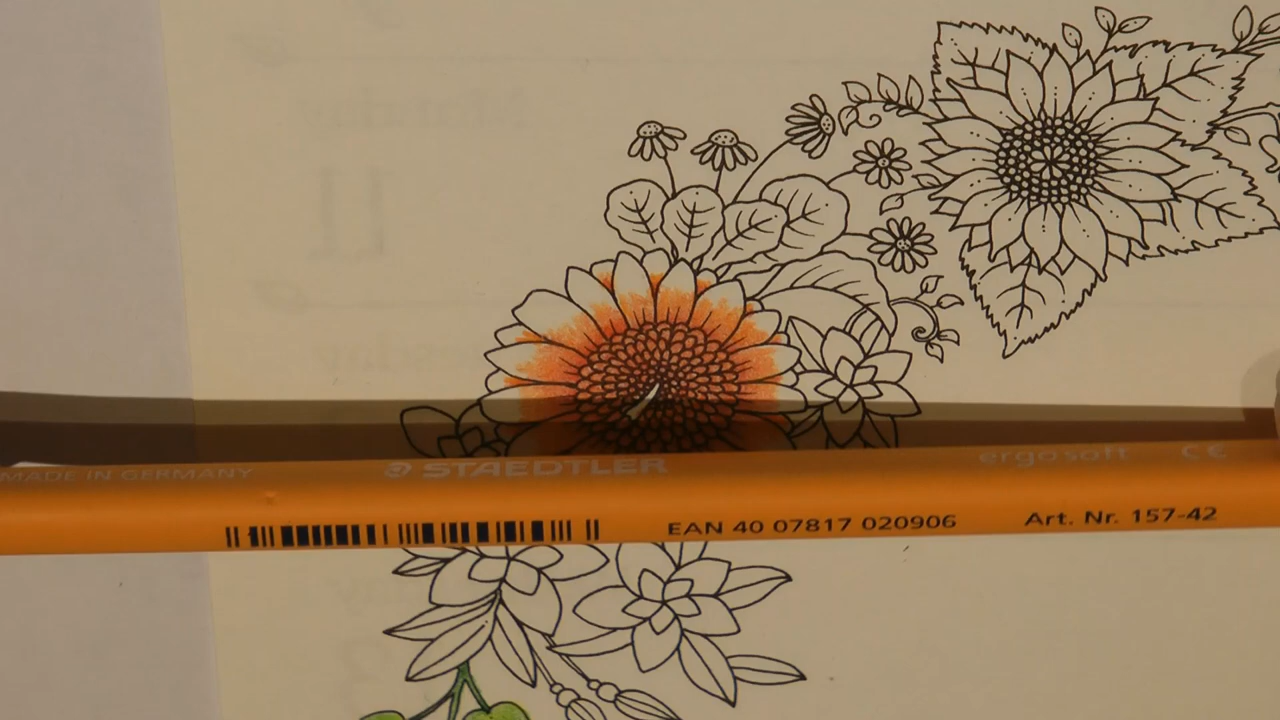 MADE IN GERMANY STAEDTLER ergosoft CE
EAN 40 07817 020906 Art. Nr. 157-42